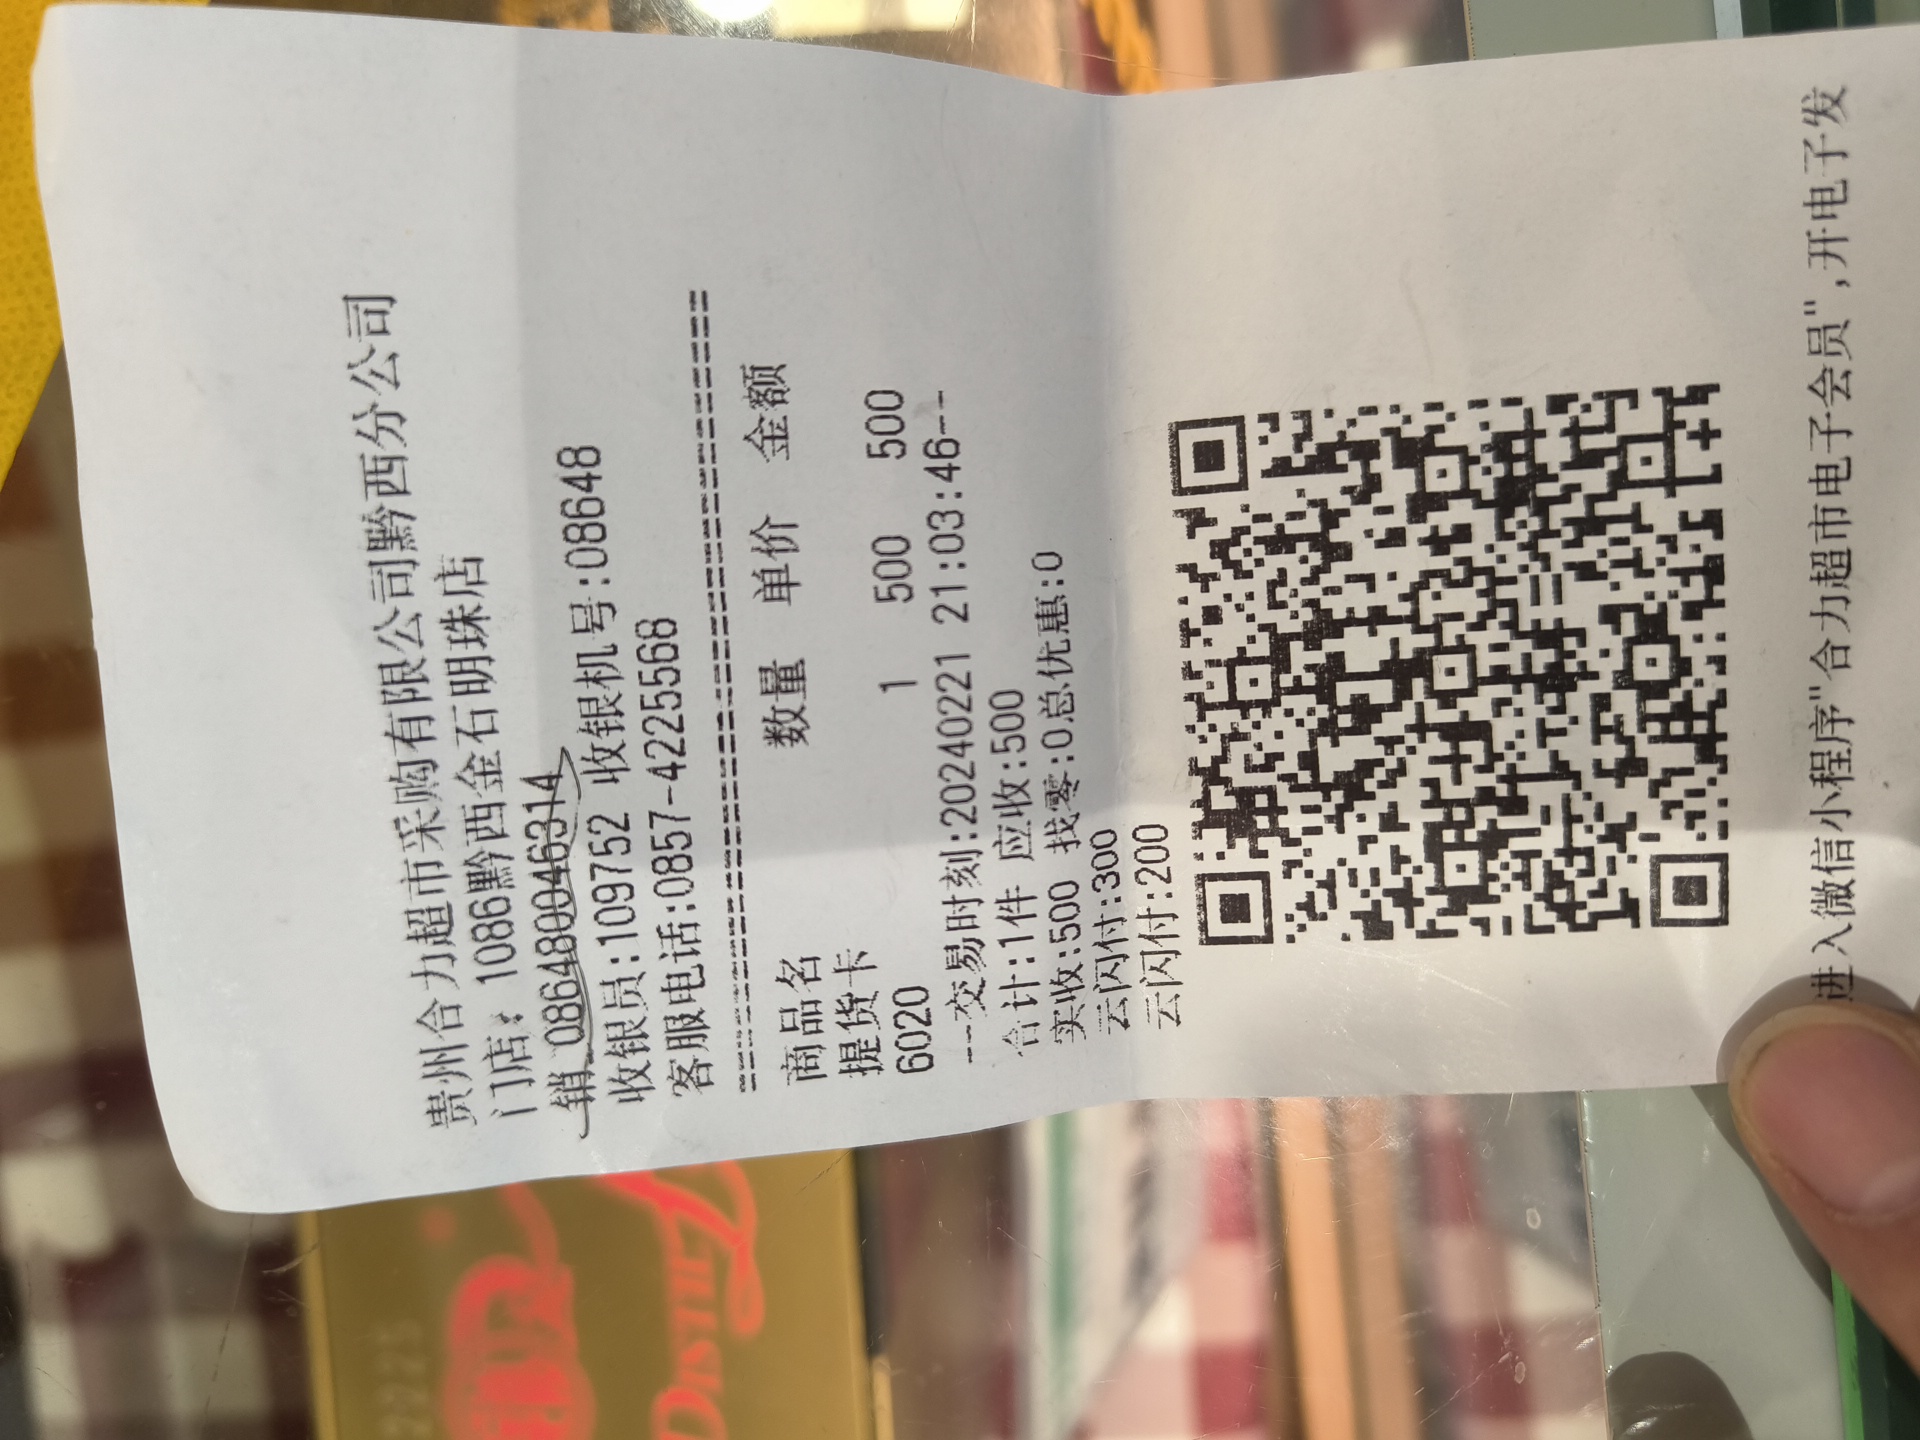 贵州合力超市采购有限公司黔西分公司
门店: 1086黔西金石明珠店
销 086480046314
收银员:109752 收银机号:08648
客服电话:0857-4225568
商品名 数量 单价 金额
提货卡
6020 1 500 500
---交易时刻:20240221 21:03:46--
合计:1件 应收:500
实收:500 找零:0总优惠:0
云闪付:300
云闪付:200
进入微信小程序"合力超市电子会员",开电子发
DISTILL